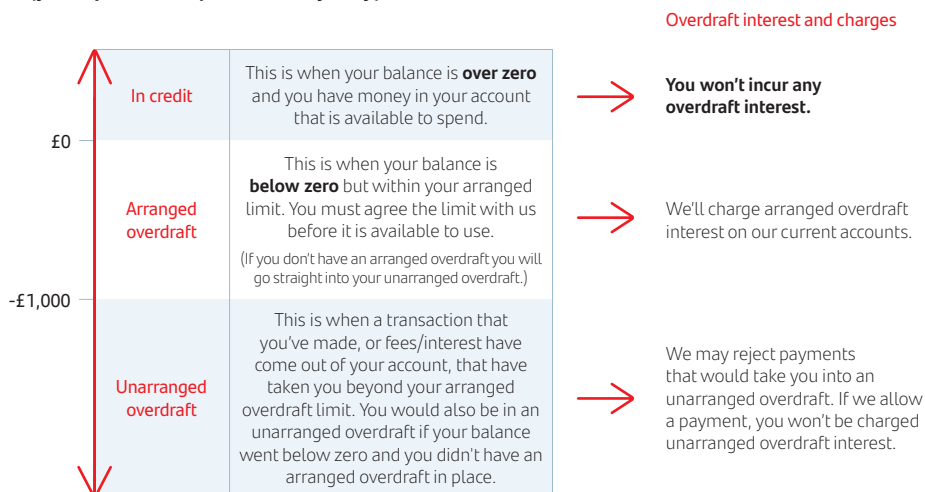 Overdraft interest and charges
In credit
This is when your balance is over zero
and you have money in your account
that is available to spend.
You won't incur any
overdraft interest.
£0
Arranged
overdraft
This is when your balance is
below zero but within your arranged
limit. You must agree the limit with us
before it is available to use.
(If you don't have an arranged overdraft you will
go straight into your unarranged overdraft.)
We'll charge arranged overdraft
interest on our current accounts.
-£1,000
Unarranged
overdraft
This is when a transaction that
you've made, or fees/interest have
come out of your account, that have
taken you beyond your arranged
overdraft limit. You would also be in an
unarranged overdraft if your balance
went below zero and you didn't have an
arranged overdraft in place.
We may reject payments
that would take you into an
unarranged overdraft. If we allow
a payment, you won't be charged
unarranged overdraft interest.